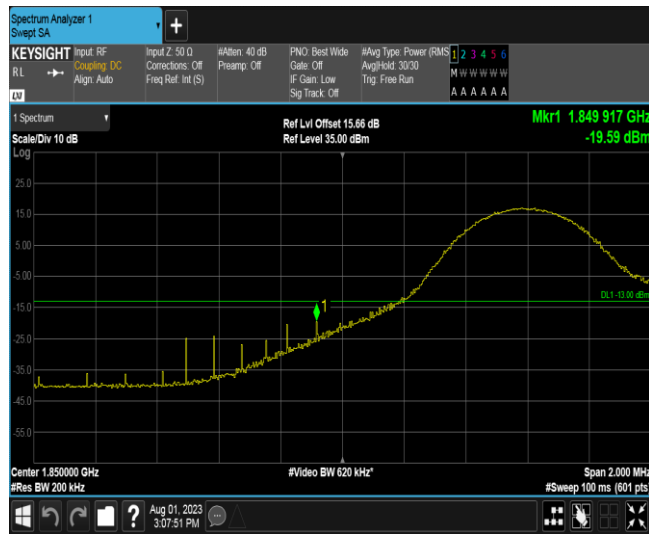 Spectrum Analyzer 1
Swept SA
KEYSIGHT
RL
LXI
Input: RF
Coupling: DC
Align: Auto
Input Z: 50 Ω
Corrections: Off
Freq Ref: Int (S)
#Atten: 40 dB
Preamp: Off
PNO: Best Wide
Gate: Off
IF Gain: Low
Sig Track: Off
#Avg Type: Power (RMS
Avg|Hold: 30/30
Trig: Free Run
1 2 3 4 5 6
M W W W W W
A A A A A A
1 Spectrum
Scale/Div 10 dB
Ref Lvl Offset 15.66 dB
Ref Level 35.00 dBm
Mkr1 1.849 917 GHz
-19.59 dBm
Log
25.0
15.0
5.00
-5.00
DL1 -13.00 dBm
1
-15.0
-25.0
-35.0
-45.0
-55.0
Center 1.850000 GHz
#Video BW 620 kHz*
Span 2.000 MHz
#Res BW 200 kHz
#Sweep 100 ms (601 pts
?
Aug 01, 2023
3:07:51 PM